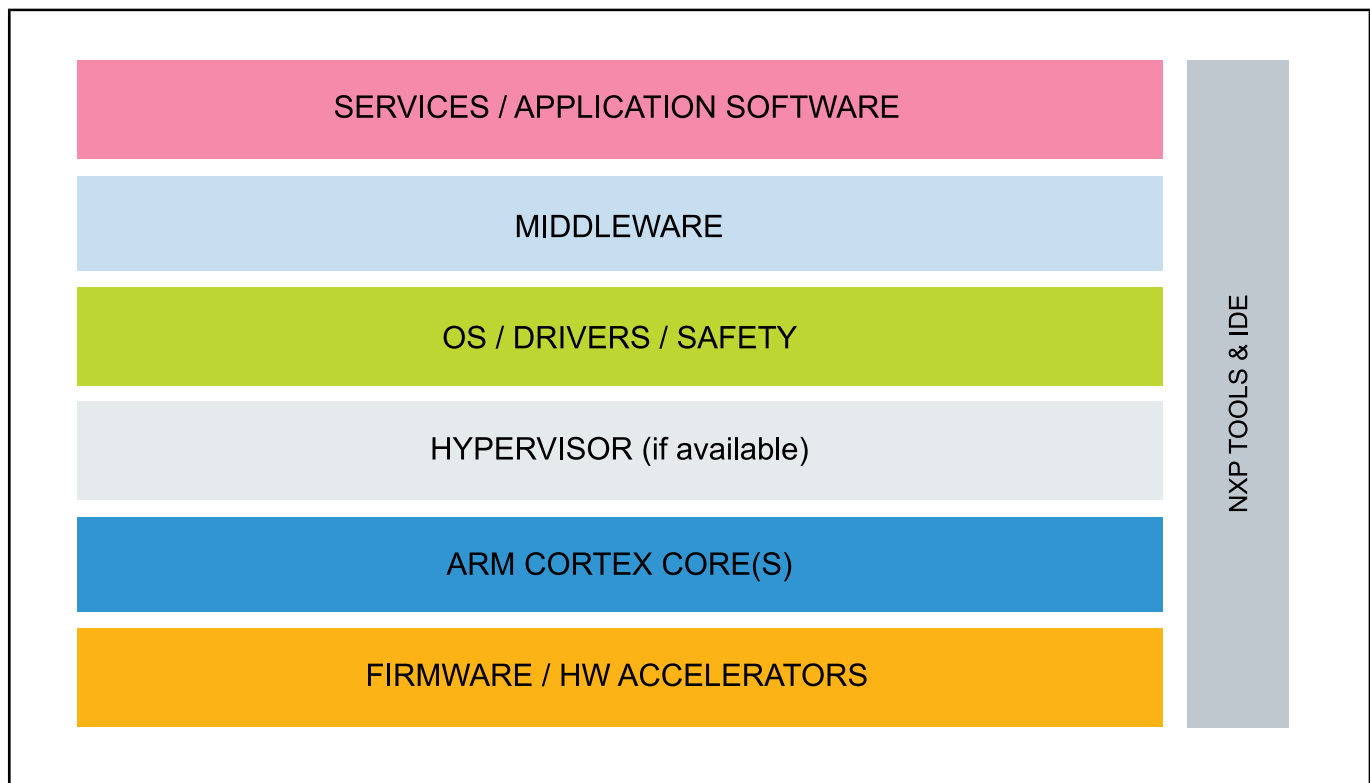 SERVICES / APPLICATION SOFTWARE
MIDDLEWARE
OS / DRIVERS / SAFETY
HYPERVISOR (if available)
ARM CORTEX CORE(S)
FIRMWARE / HW ACCELERATORS
NXP TOOLS & IDE